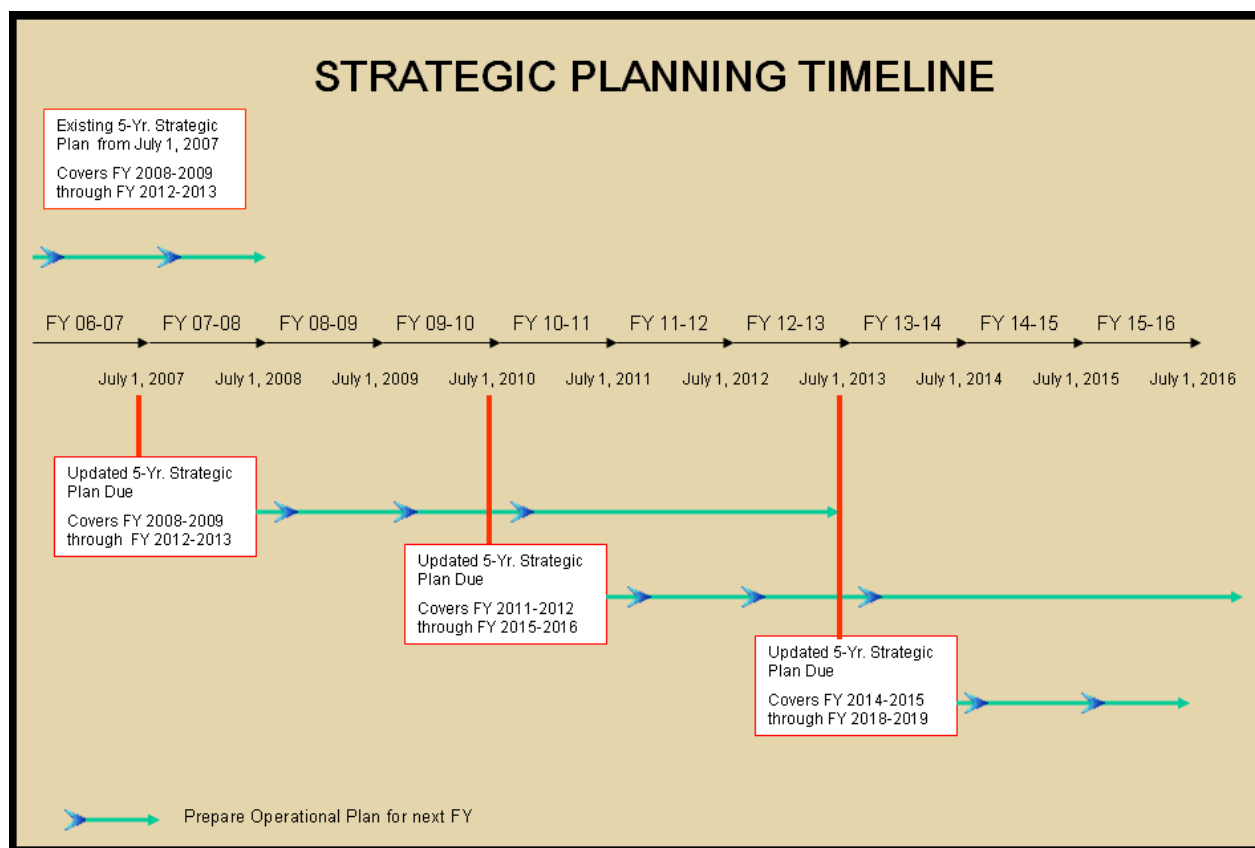 STRATEGIC PLANNING TIMELINE
Existing 5-Yr. Strategic
Plan from July 1, 2007
Covers FY 2008-2009
through FY 2012-2013
FY 06-07 FY 07-08 FY 08-09 FY 09-10 FY 10-11 FY 11-12 FY 12-13 FY 13-14 FY 14-15 FY 15-16
July 1, 2007 July 1, 2008 July 1, 2009 July 1, 2010 July 1, 2011 July 1, 2012 July 1, 2013 July 1, 2014 July 1, 2015 July 1, 2016
Updated 5-Yr. Strategic
Plan Due
Covers FY 2008-2009
through FY 2012-2013
Updated 5-Yr. Strategic
Plan Due
Covers FY 2011-2012
through FY 2015-2016
Updated 5-Yr. Strategic
Plan Due
Covers FY 2014-2015
through FY 2018-2019
Prepare Operational Plan for next FY